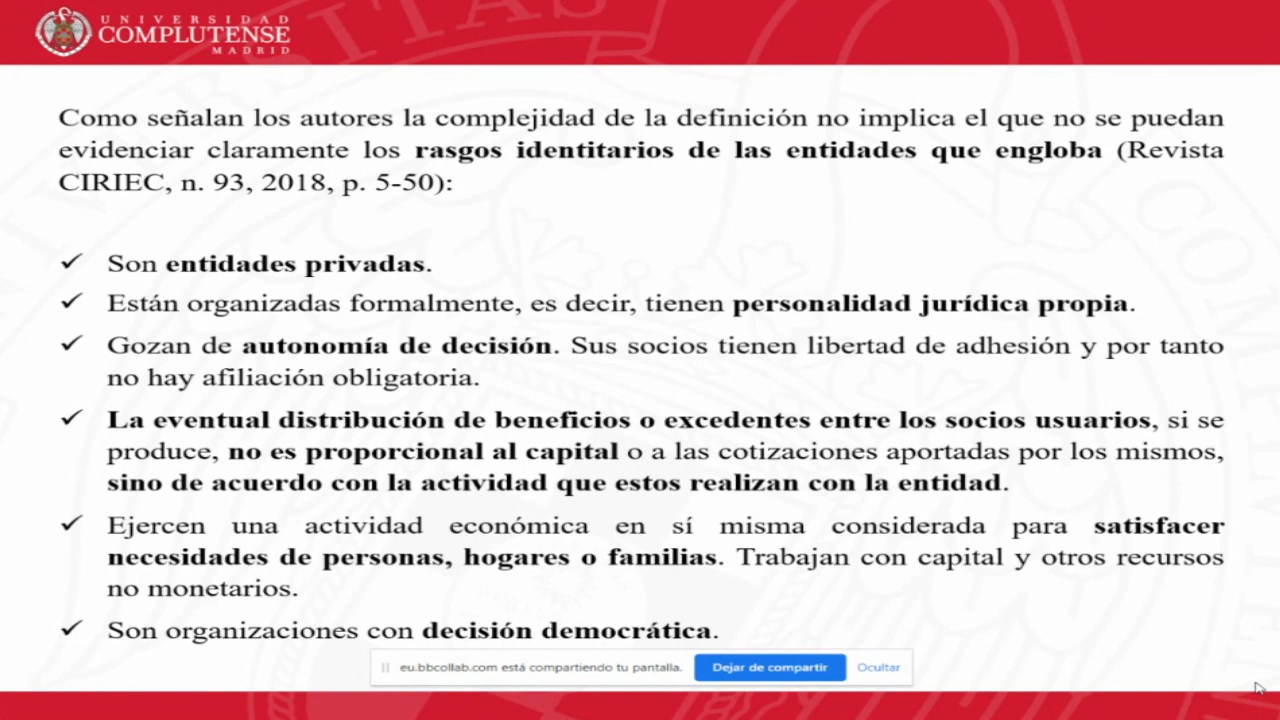 UNIVERSIDAD
COMPLUTENSE
MADRID
Como señalan los autores la complejidad de la definición no implica el que no se puedan
evidenciar claramente los rasgos identitarios de las entidades que engloba (Revista
CIRIEC, n. 93, 2018, p. 5-50):
✓ Son entidades privadas.
✓ Están organizadas formalmente, es decir, tienen personalidad jurídica propia.
✓ Gozan de autonomía de decisión. Sus socios tienen libertad de adhesión y por tanto
no hay afiliación obligatoria.
✓ La eventual distribución de beneficios o excedentes entre los socios usuarios, si se
produce, no es proporcional al capital o a las cotizaciones aportadas por los mismos,
sino de acuerdo con la actividad que estos realizan con la entidad.
✓ Ejercen una actividad económica en sí misma considerada para satisfacer
necesidades de personas, hogares o familias. Trabajan con capital y otros recursos
no monetarios.
✓ Son organizaciones con decisión democrática.
eu.bbcollab.com está compartiendo tu pantalla. Dejar de compartir Ocultar